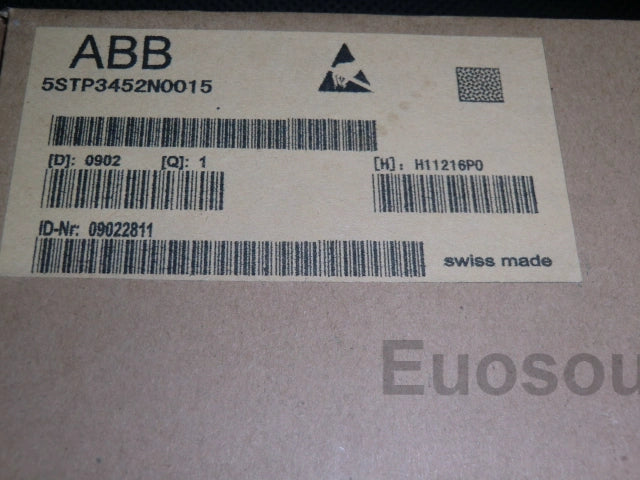 ABB
5STP3452N0015
[D]: 0902 [Q]: 1
[H]: H11216P0
ID-Nr: 09022811
swiss made
Euosou